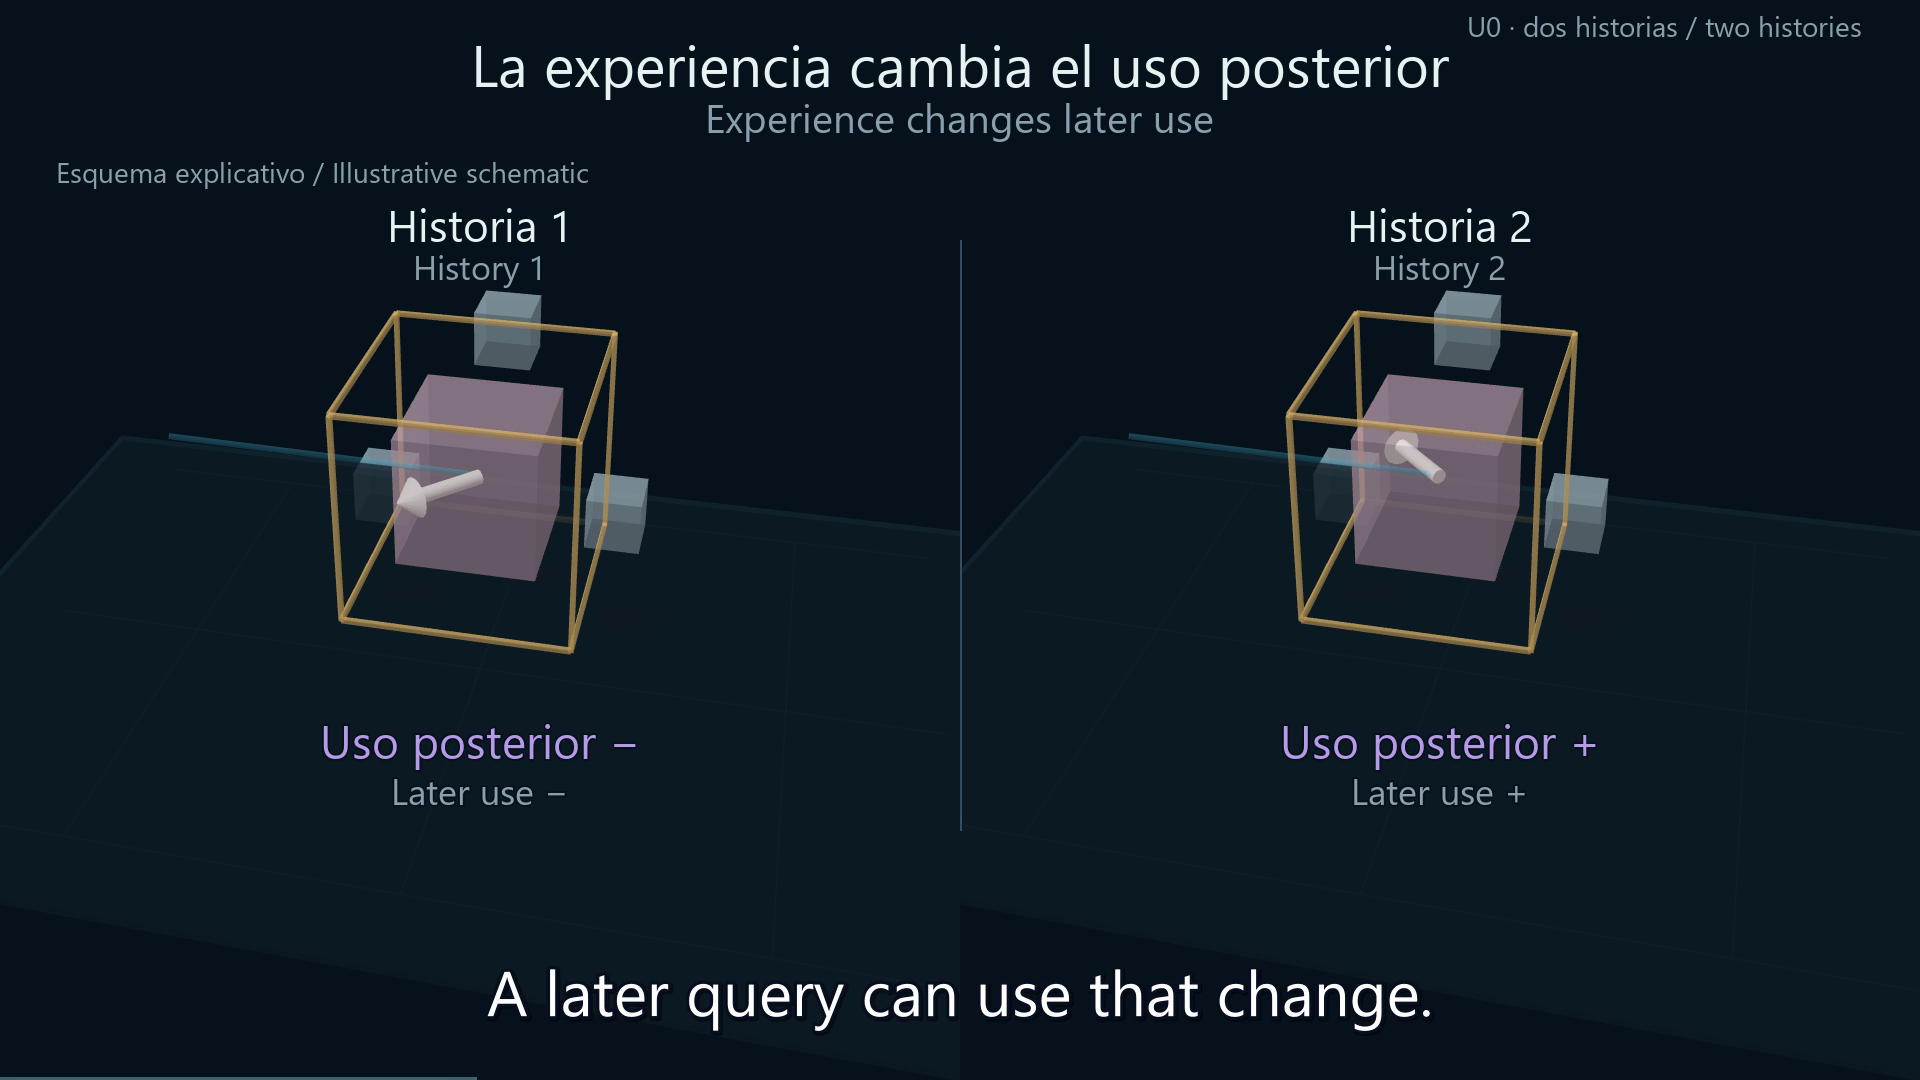 U0 · dos historias / two histories
La experiencia cambia el uso posterior
Experience changes later use
Esquema explicativo / Illustrative schematic
Historia 1
History 1
Historia 2
History 2
Uso posterior −
Later use −
Uso posterior +
Later use +
A later query can use that change.